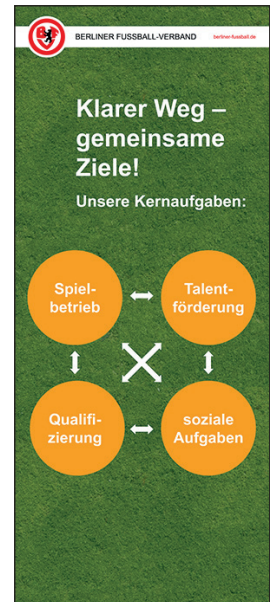 BERLINER FUSSBALL-VERBAND
berliner-fussball.de
Klarer Weg –
gemeinsame
Ziele!
Unsere Kernaufgaben:
Spiel-
betrieb
Talent-
förderung
Qualifi-
zierung
soziale
Aufgaben